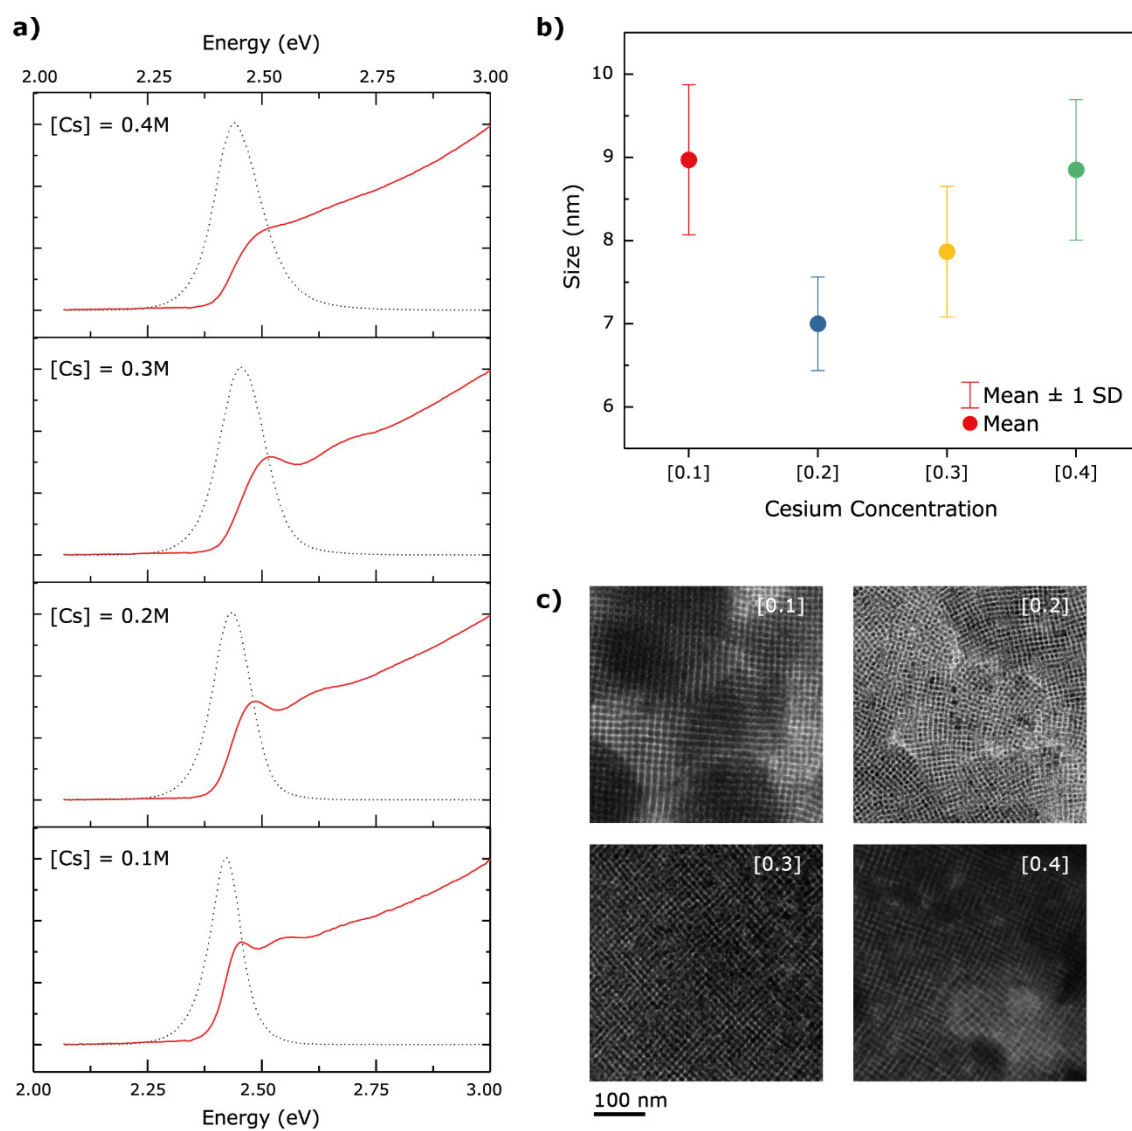 a)
Energy (eV)
2.00 2.25 2.50 2.75 3.00
[Cs] = 0.4M
[Cs] = 0.3M
[Cs] = 0.2M
[Cs] = 0.1M
2.00 2.25 2.50 2.75 3.00
Energy (eV)
b)
Size (nm)
10
9
8
7
6
Mean ± 1 SD
Mean
[0.1] [0.2] [0.3] [0.4]
Cesium Concentration
c)
[0.1] [0.2]
[0.3] [0.4]
100 nm